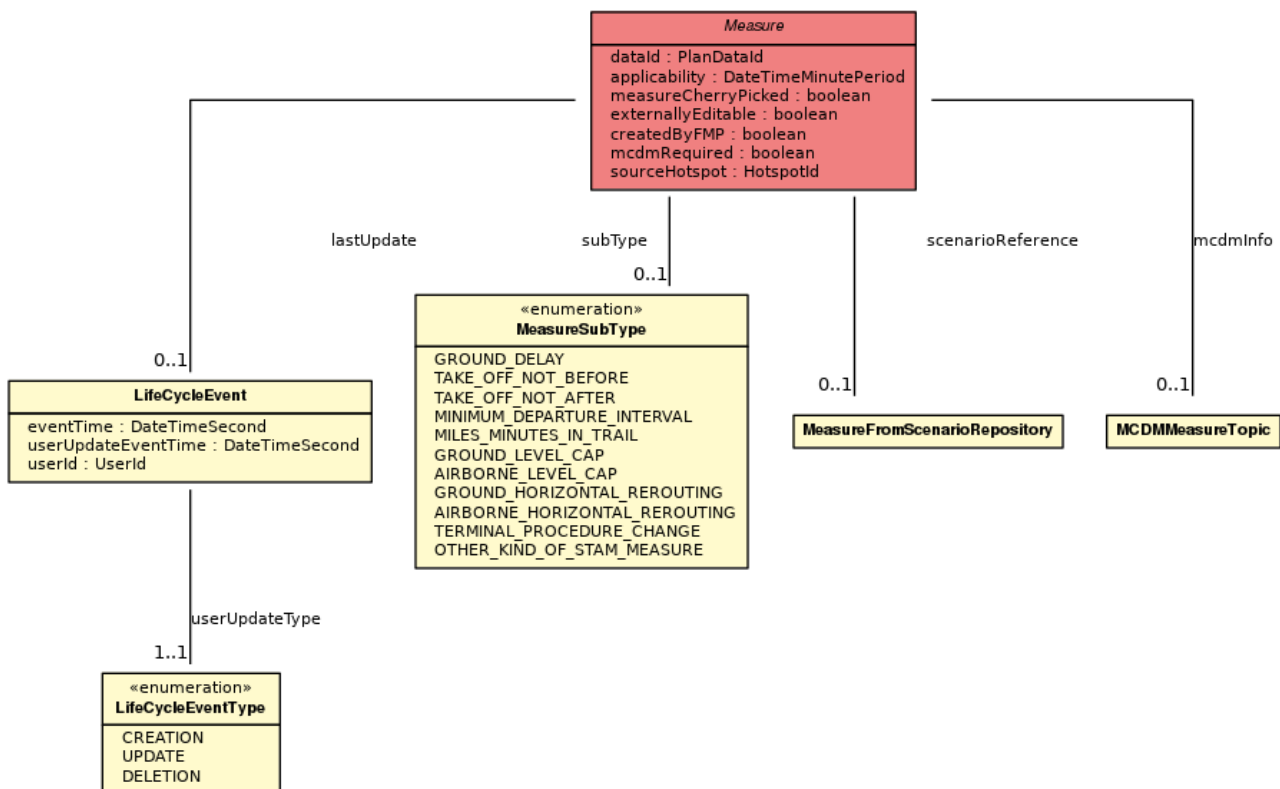 Measure
dataId : PlanDataId
applicability : DateTimeMinutePeriod
measureCherryPicked : boolean
externallyEditable : boolean
createdByFMP : boolean
mcdmRequired : boolean
sourceHotspot : HotspotId
lastUpdate
subType
scenarioReference
mcdmInfo
0..1
«enumeration»
MeasureSubType
GROUND_DELAY
TAKE_OFF_NOT_BEFORE
TAKE_OFF_NOT_AFTER
MINIMUM_DEPARTURE_INTERVAL
MILES_MINUTES_IN_TRAIL
GROUND_LEVEL_CAP
AIRBORNE_LEVEL_CAP
GROUND_HORIZONTAL_REROUTING
AIRBORNE_HORIZONTAL_REROUTING
TERMINAL_PROCEDURE_CHANGE
OTHER_KIND_OF_STAM_MEASURE
0..1
LifeCycleEvent
eventTime : DateTimeSecond
userUpdateEventTime : DateTimeSecond
userId : UserId
0..1
MeasureFromScenarioRepository
0..1
MCDMMeasureTopic
userUpdateType
1..1
«enumeration»
LifeCycleEventType
CREATION
UPDATE
DELETION